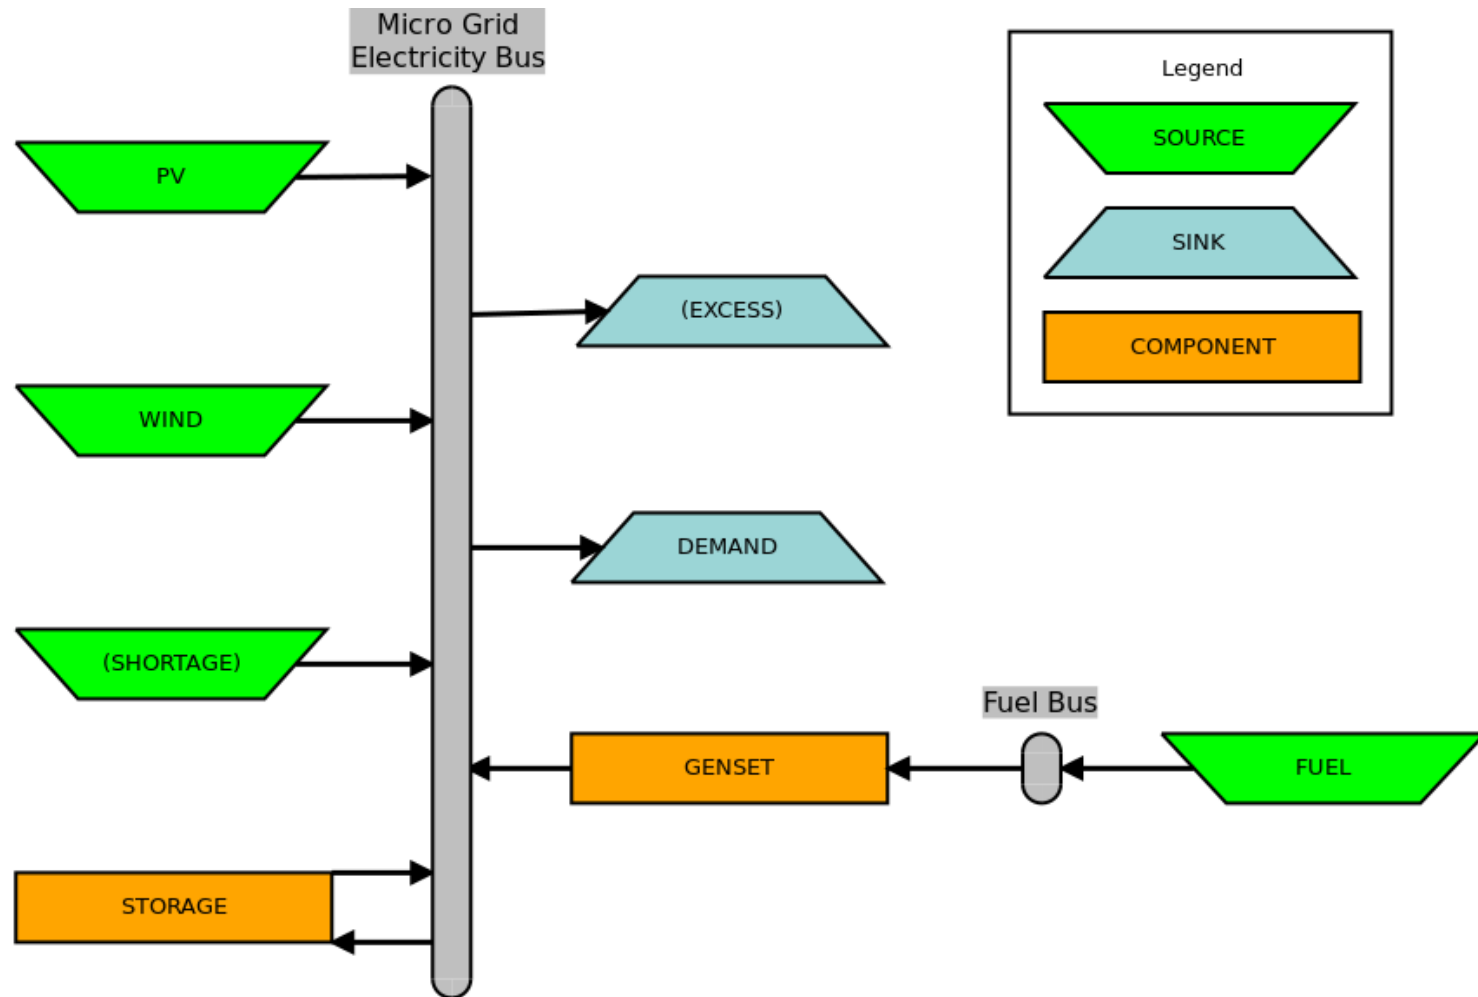 Micro Grid
Electricity Bus
Legend
SOURCE
PV
SINK
(EXCESS)
COMPONENT
WIND
DEMAND
(SHORTAGE)
Fuel Bus
GENSET
FUEL
STORAGE